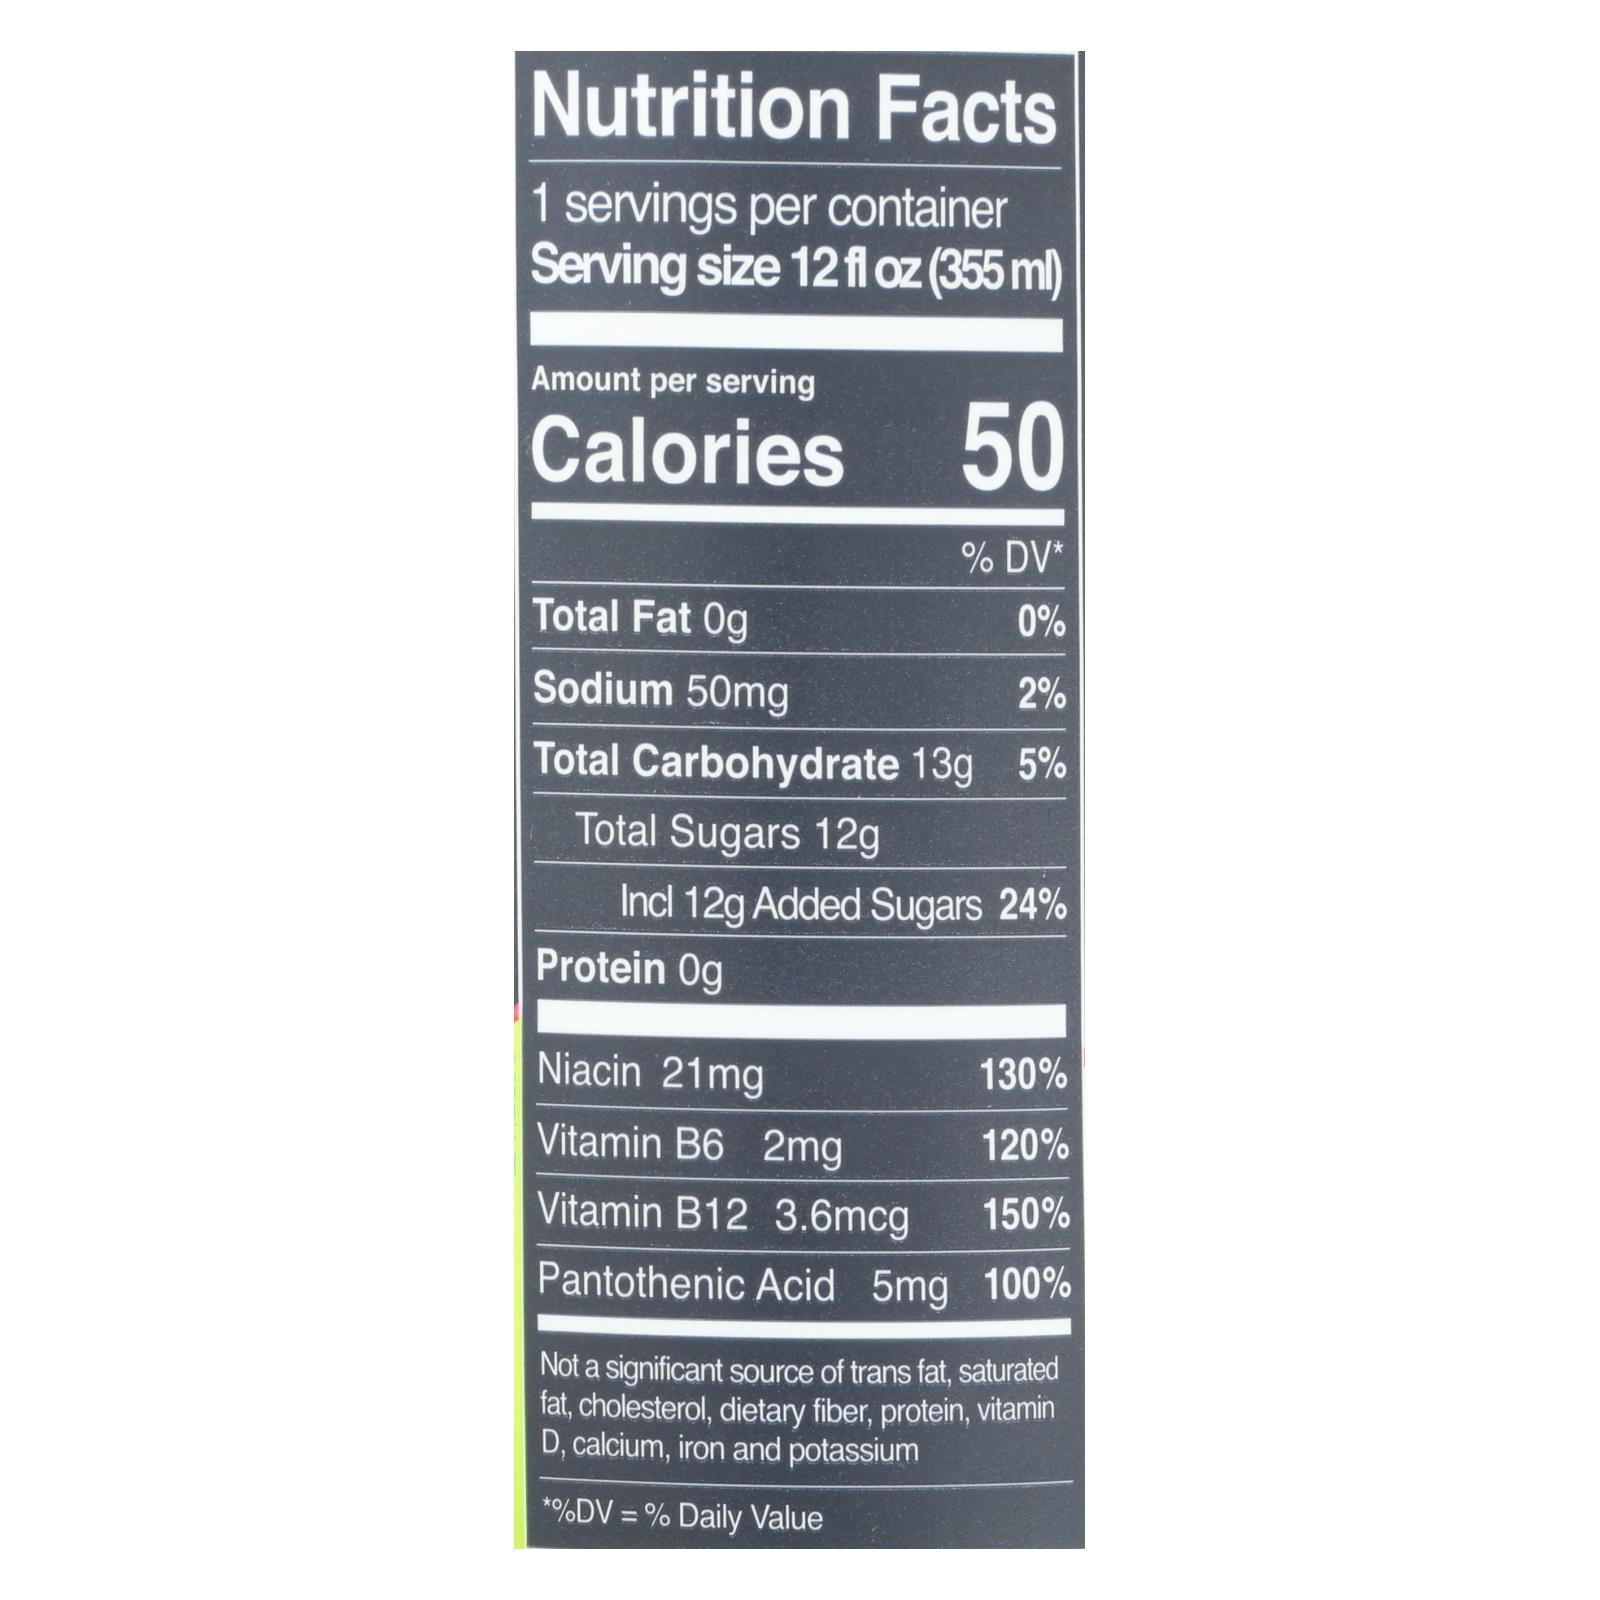 Nutrition Facts
1 servings per container
Serving size 12 fl oz (355 ml)
Amount per serving
Calories 50
% DV*
Total Fat 0g 0%
Sodium 50mg 2%
Total Carbohydrate 13g 5%
Total Sugars 12g
Incl 12g Added Sugars 24%
Protein 0g
Niacin 21mg 130%
Vitamin B6 2mg 120%
Vitamin B12 3.6mcg 150%
Pantothenic Acid 5mg 100%
Not a significant source of trans fat, saturated
fat, cholesterol, dietary fiber, protein, vitamin
D, calcium, iron and potassium
*%DV = % Daily Value